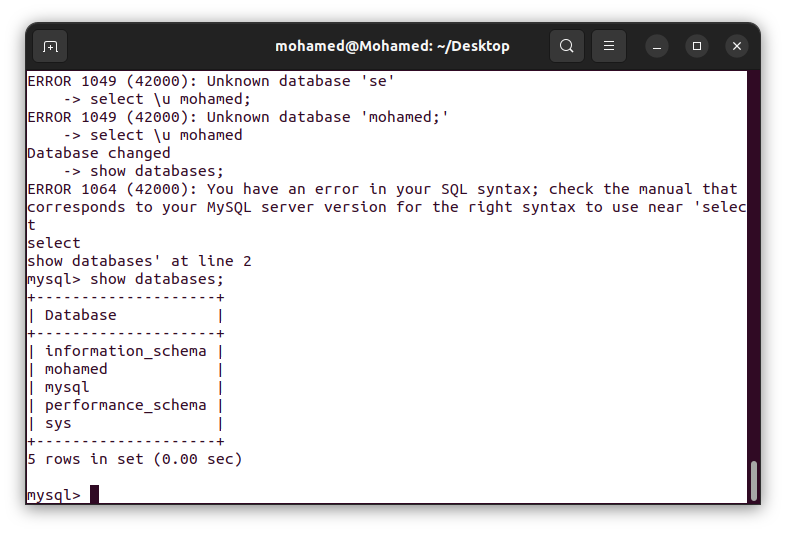 mohamed@Mohamed: ~/Desktop
ERROR 1049 (42000): Unknown database 'se'
    -> select \u mohamed;
ERROR 1049 (42000): Unknown database 'mohamed;'
    -> select \u mohamed
Database changed
    -> show databases;
ERROR 1064 (42000): You have an error in your SQL syntax; check the manual that
corresponds to your MySQL server version for the right syntax to use near 'selec
t
select
show databases' at line 2
mysql> show databases;
+--------------------+
| Database           |
+--------------------+
| information_schema |
| mohamed            |
| mysql              |
| performance_schema |
| sys                |
+--------------------+
5 rows in set (0.00 sec)
mysql>